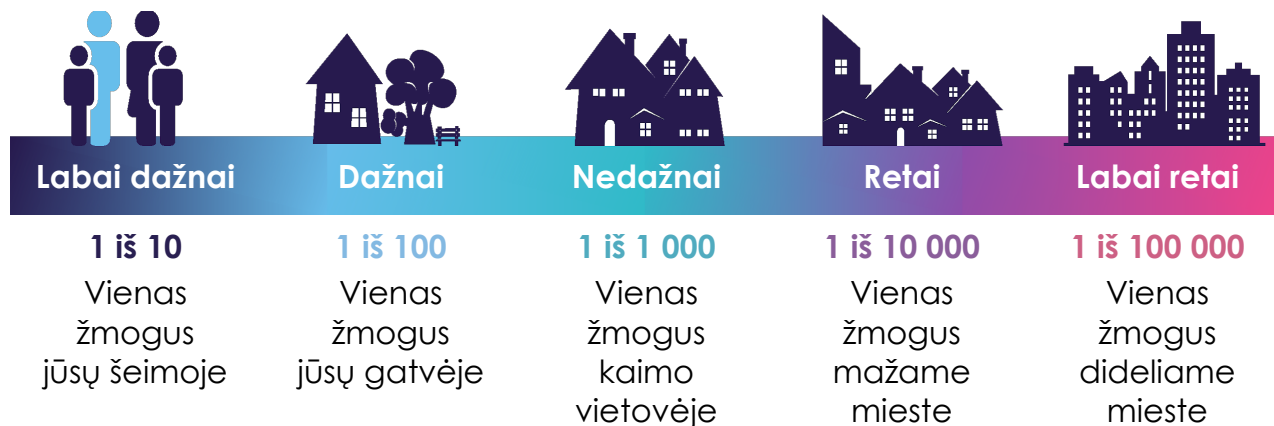 Labai dažnai
Dažnai
Nedažnai
Retai
Labai retai
1 iš 10
1 iš 100
1 iš 1 000
1 iš 10 000
1 iš 100 000
Vienas
žmogus
jūsų šeimoje
Vienas
žmogus
jūsų gatvėje
Vienas
žmogus
kaimo
vietovėje
Vienas
žmogus
mažame
mieste
Vienas
žmogus
dideliame
mieste